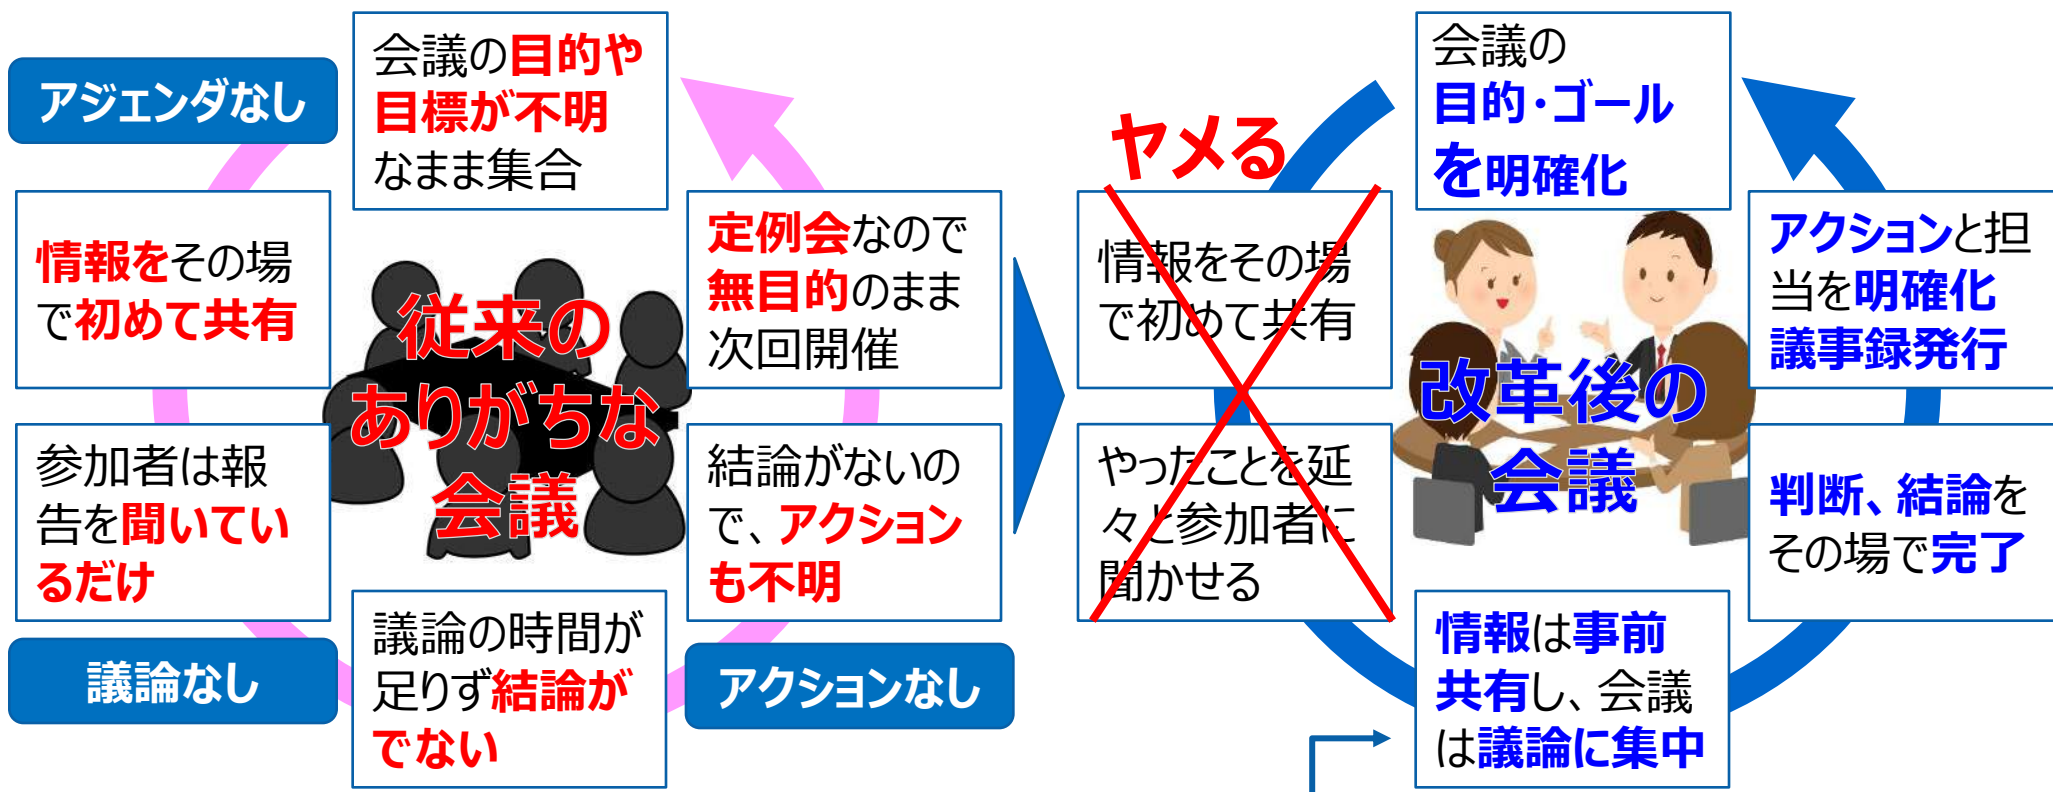 アジェンダなし
会議の目的や
目標が不明
なまま集合
情報をその場
で初めて共有
参加者は報
告を聞いてい
るだけ
議論なし
議論の時間が
足りず結論が
でない
アクションなし
結論がないの
で、アクション
も不明
定例会なので
無目的のまま
次回開催
従来の
ありがちな
会議
ヤメる
情報をその場
で初めて共有
やったことを延
々と参加者に
聞かせる
会議の
目的・ゴール
を明確化
情報は事前
共有し、会議
は議論に集中
判断、結論を
その場で完了
アクションと担
当を明確化
議事録発行
改革後の
会議